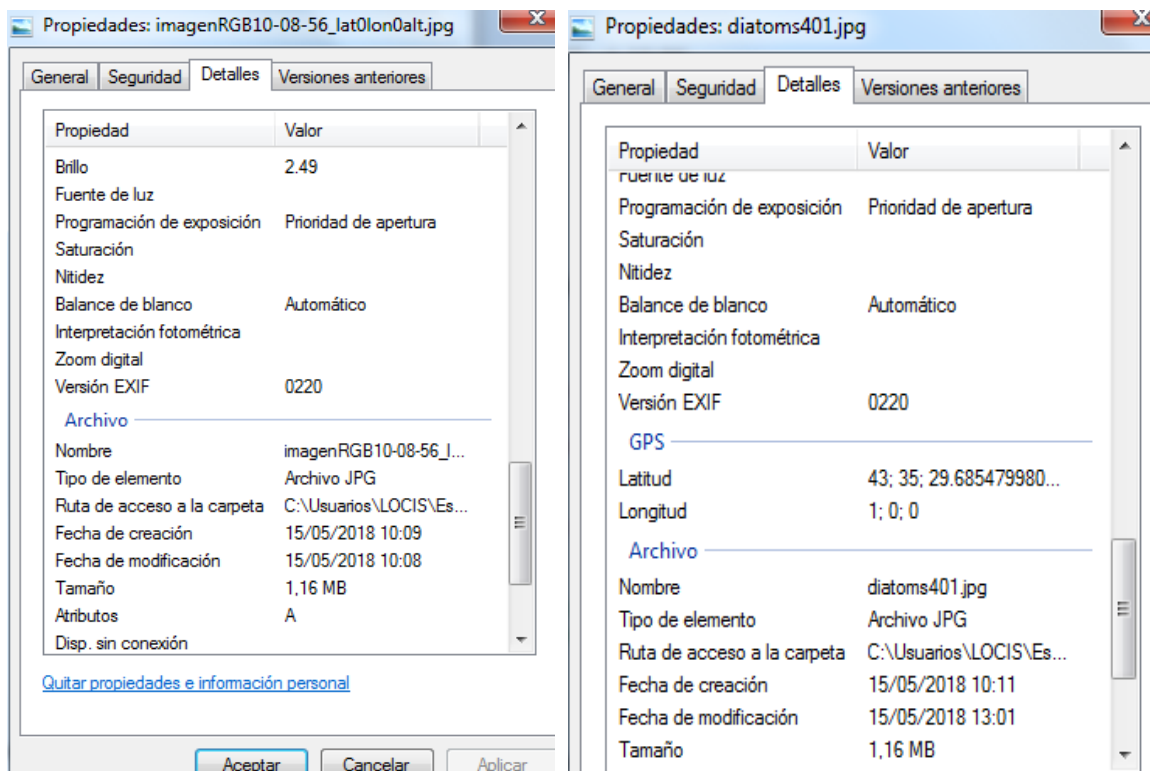 Propiedades: imagenRGB10-08-56_lat0lon0alt.jpg
General Seguridad Detalles Versiones anteriores
Propiedad Valor
Brillo 2.49
Fuente de luz
Programación de exposición Prioridad de apertura
Saturación
Nitidez
Balance de blanco Automático
Interpretación fotométrica
Zoom digital
Versión EXIF 0220
Archivo
Nombre imagenRGB10-08-56_l...
Tipo de elemento Archivo JPG
Ruta de acceso a la carpeta C:\Usuarios\LOCIS\Es...
Fecha de creación 15/05/2018 10:09
Fecha de modificación 15/05/2018 10:08
Tamaño 1,16 MB
Atributos A
Disp. sin conexión
Quitar propiedades e información personal
Aceptar Cancelar Aplicar
Propiedades: diatoms401.jpg
General Seguridad Detalles Versiones anteriores
Propiedad Valor
Fuente de luz
Programación de exposición Prioridad de apertura
Saturación
Nitidez
Balance de blanco Automático
Interpretación fotométrica
Zoom digital
Versión EXIF 0220
GPS
Latitud 43; 35; 29.685479980...
Longitud 1; 0; 0
Archivo
Nombre diatoms401.jpg
Tipo de elemento Archivo JPG
Ruta de acceso a la carpeta C:\Usuarios\LOCIS\Es...
Fecha de creación 15/05/2018 10:11
Fecha de modificación 15/05/2018 13:01
Tamaño 1,16 MB